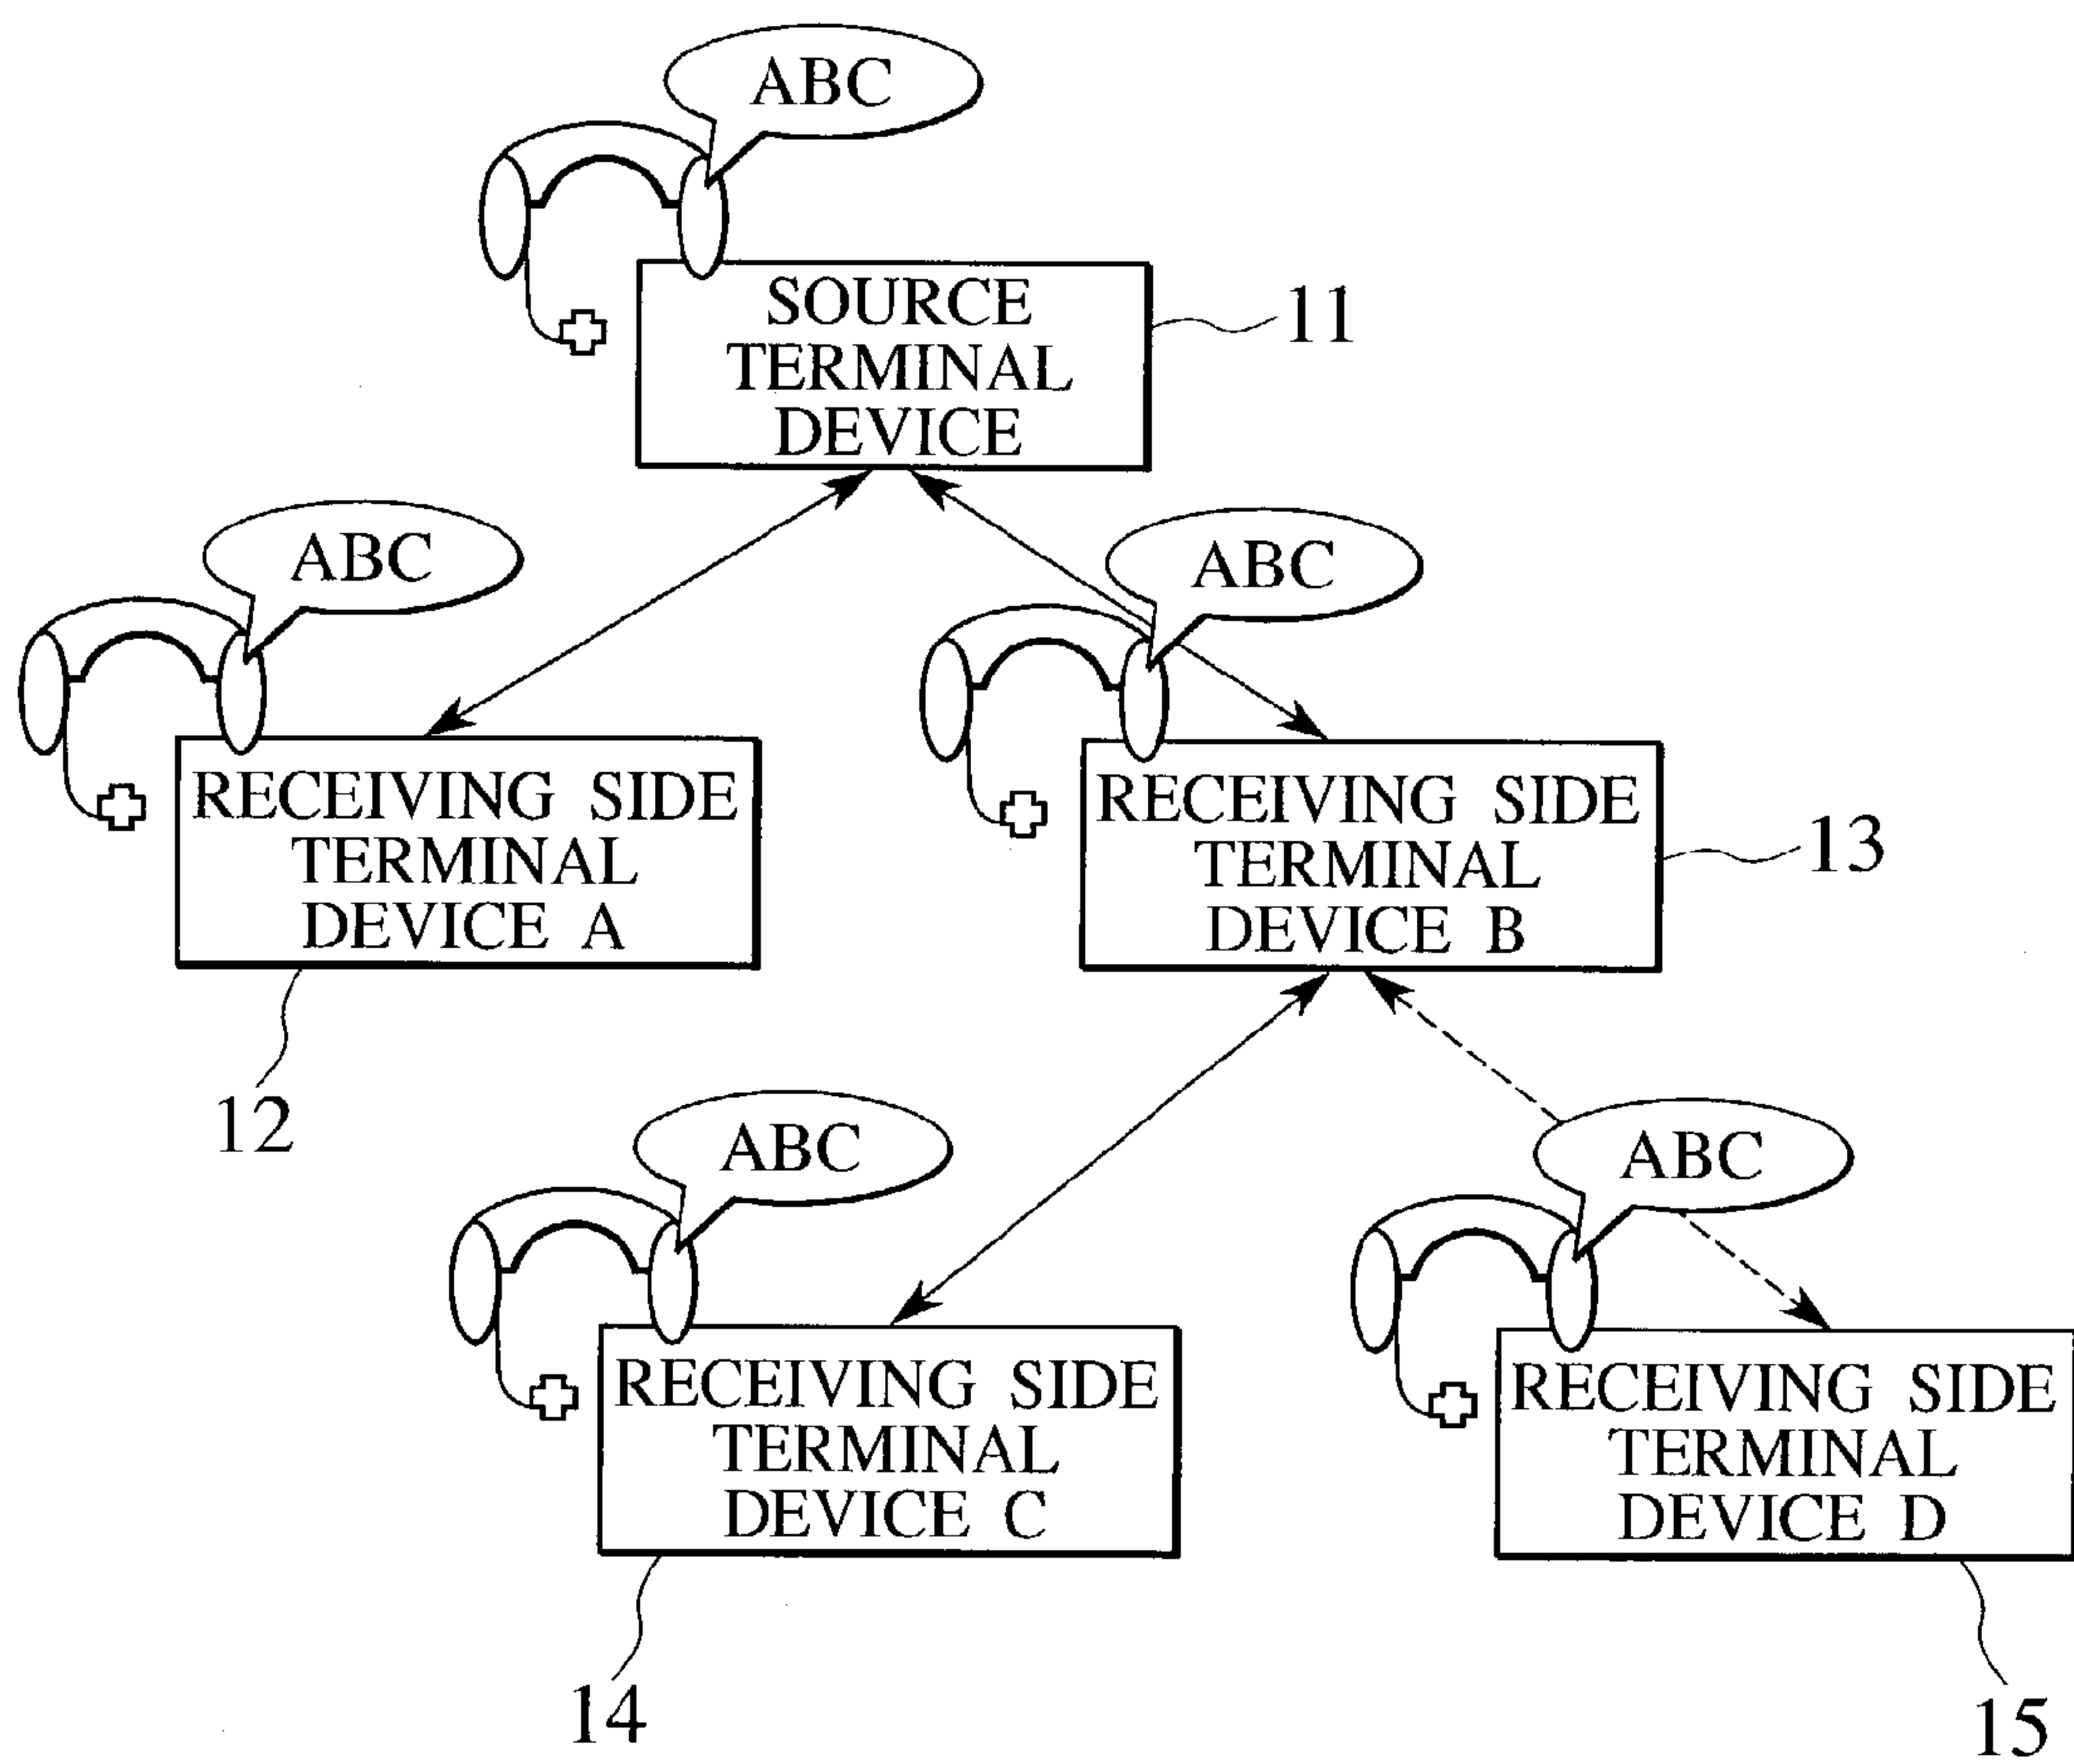 ABC
SOURCE
TERMINAL
DEVICE
11
ABC
ABC
RECEIVING SIDE
TERMINAL
DEVICE A
RECEIVING SIDE
TERMINAL
DEVICE B
13
12
ABC
ABC
RECEIVING SIDE
TERMINAL
DEVICE C
RECEIVING SIDE
TERMINAL
DEVICE D
14
15